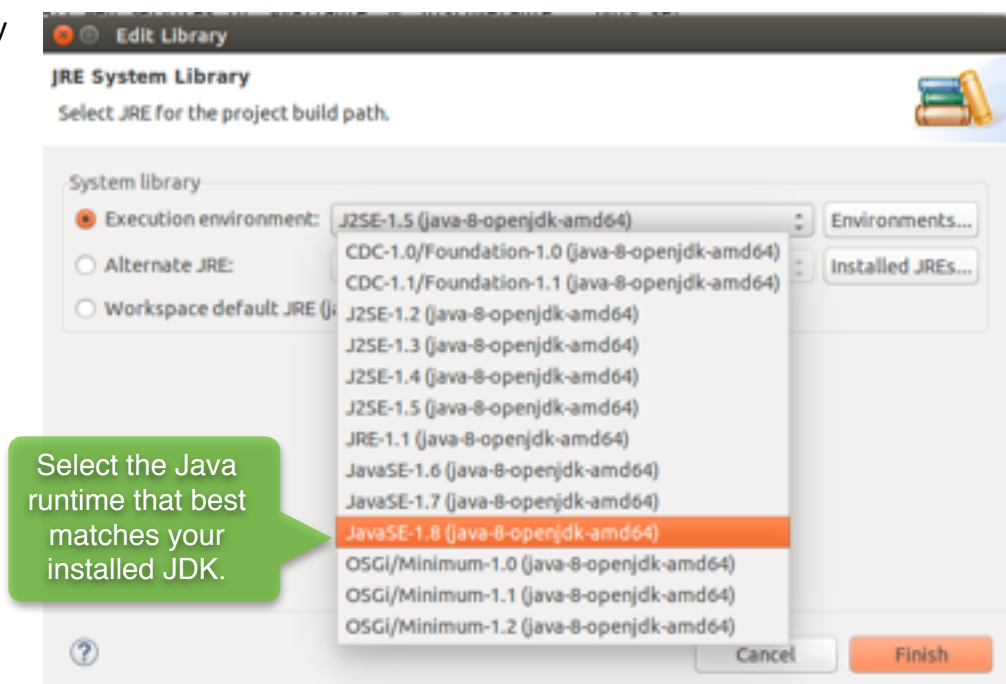 Edit Library
JRE System Library
Select JRE for the project build path.
System library
Execution environment: J2SE-1.5 (java-8-openjdk-amd64) Environments...
CDC-1.0/Foundation-1.0 (java-8-openjdk-amd64)
Alternate JRE: Installed JREs...
CDC-1.1/Foundation-1.1 (java-8-openjdk-amd64)
Workspace default JRE (ja
J2SE-1.2 (java-8-openjdk-amd64)
J2SE-1.3 (java-8-openjdk-amd64)
J2SE-1.4 (java-8-openjdk-amd64)
J2SE-1.5 (java-8-openjdk-amd64)
JRE-1.1 (java-8-openjdk-amd64)
JavaSE-1.6 (java-8-openjdk-amd64)
JavaSE-1.7 (java-8-openjdk-amd64)
JavaSE-1.8 (java-8-openjdk-amd64)
OSGi/Minimum-1.0 (java-8-openjdk-amd64)
OSGi/Minimum-1.1 (java-8-openjdk-amd64)
OSGi/Minimum-1.2 (java-8-openjdk-amd64)
Select the Java
runtime that best
matches your
installed JDK.
? Cancel Finish